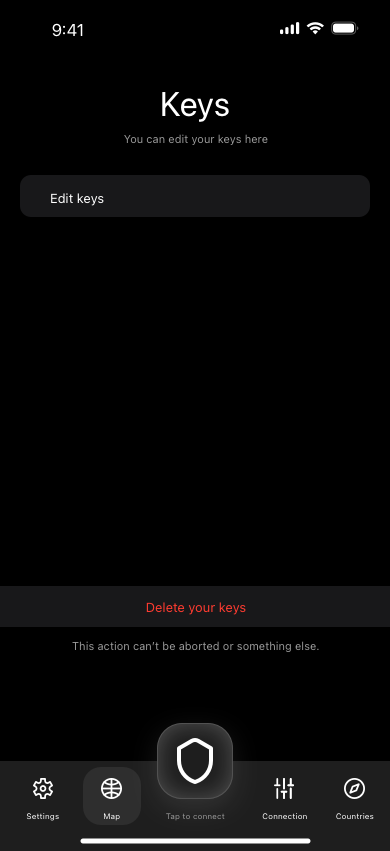 9:41
Keys
You can edit your keys here
Edit keys
Delete your keys
This action can't be aborted or something else.
Settings
Map
Tap to connect
Connection
Countries